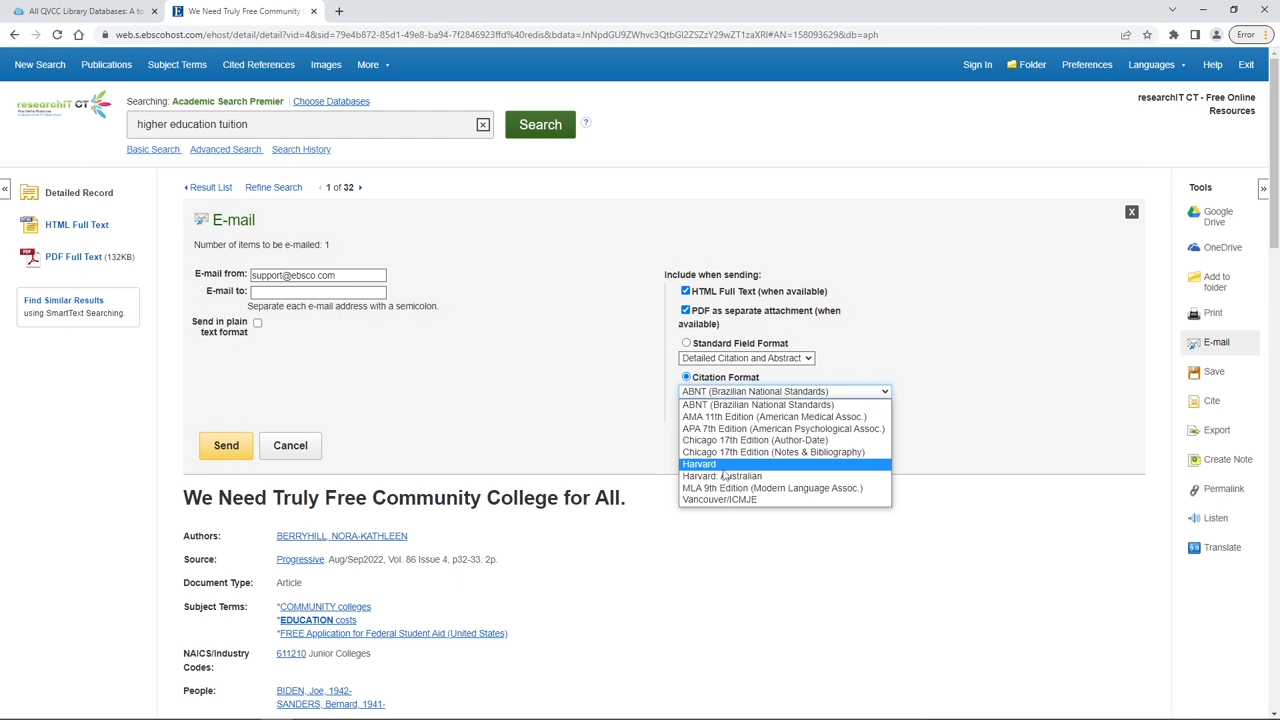 All QVCC Library Databases: A to
We Need Truly Free Community
web.s.ebscohost.com/ehost/detail/detail?vid=4&sid=79e4b872-85d1-49e8-ba94-7f2846923ffd%40redis&bdata=JnNpdGU9ZWhvc3QtbGl2ZSZzY29wZT1zaXRl#AN=158093629&db=aph
Error
New Search
Publications
Subject Terms
Cited References
Images
More
Sign In
Folder
Preferences
Languages
Help
Exit
researchIT CT
Searching: Academic Search Premier
Choose Databases
higher education tuition
Search
Basic Search
Advanced Search
Search History
researchIT CT - Free Online
Resources
Detailed Record
HTML Full Text
PDF Full Text (132KB)
Find Similar Results
using SmartText Searching.
Result List
Refine Search
1 of 32
E-mail
Number of items to be e-mailed: 1
E-mail from:
support@ebsco.com
E-mail to:
Separate each e-mail address with a semicolon.
Send in plain
text format
Send
Cancel
X
Include when sending:
HTML Full Text (when available)
PDF as separate attachment (when
available)
Standard Field Format
Detailed Citation and Abstract
Citation Format
ABNT (Brazilian National Standards)
ABNT (Brazilian National Standards)
AMA 11th Edition (American Medical Assoc.)
APA 7th Edition (American Psychological Assoc.)
Chicago 17th Edition (Author-Date)
Chicago 17th Edition (Notes & Bibliography)
Harvard
Harvard: Australian
MLA 9th Edition (Modern Language Assoc.)
Vancouver/ICMJE
We Need Truly Free Community College for All.
Authors:
BERRYHILL, NORA-KATHLEEN
Source:
Progressive. Aug/Sep2022, Vol. 86 Issue 4, p32-33. 2p.
Document Type:
Article
Subject Terms:
*COMMUNITY colleges
*EDUCATION costs
*FREE Application for Federal Student Aid (United States)
NAICS/Industry
Codes:
611210 Junior Colleges
People:
BIDEN, Joe, 1942-
SANDERS, Bernard, 1941-
Tools
Google
Drive
OneDrive
Add to
folder
Print
E-mail
Save
Cite
Export
Create Note
Permalink
Listen
Translate